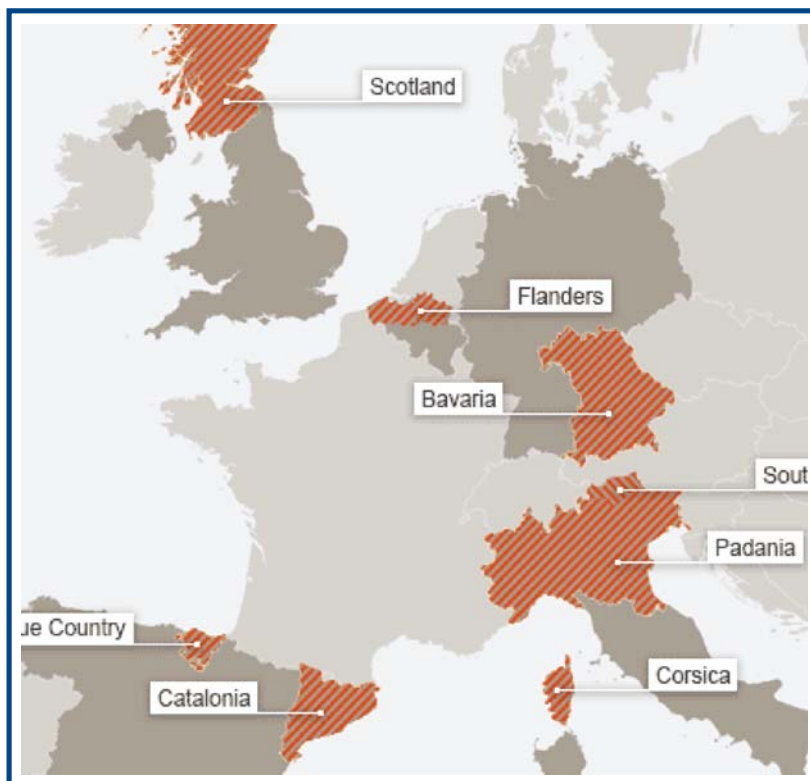 Scotland
Flanders
Bavaria
Sout
Padania
ue Country
Corsica
Catalonia